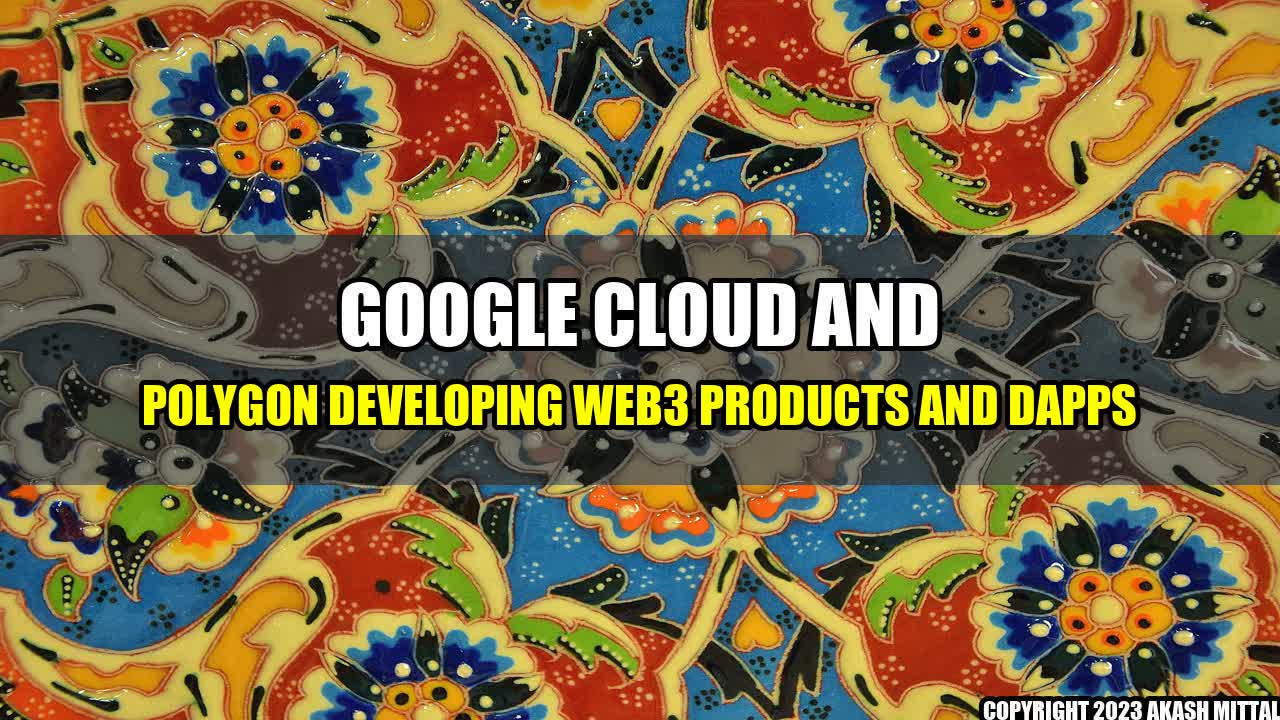 GOOGLE CLOUD AND
POLYGON DEVELOPING WEB3 PRODUCTS AND DAPPS
COPYRIGHT 2023 AKASH MITTAL